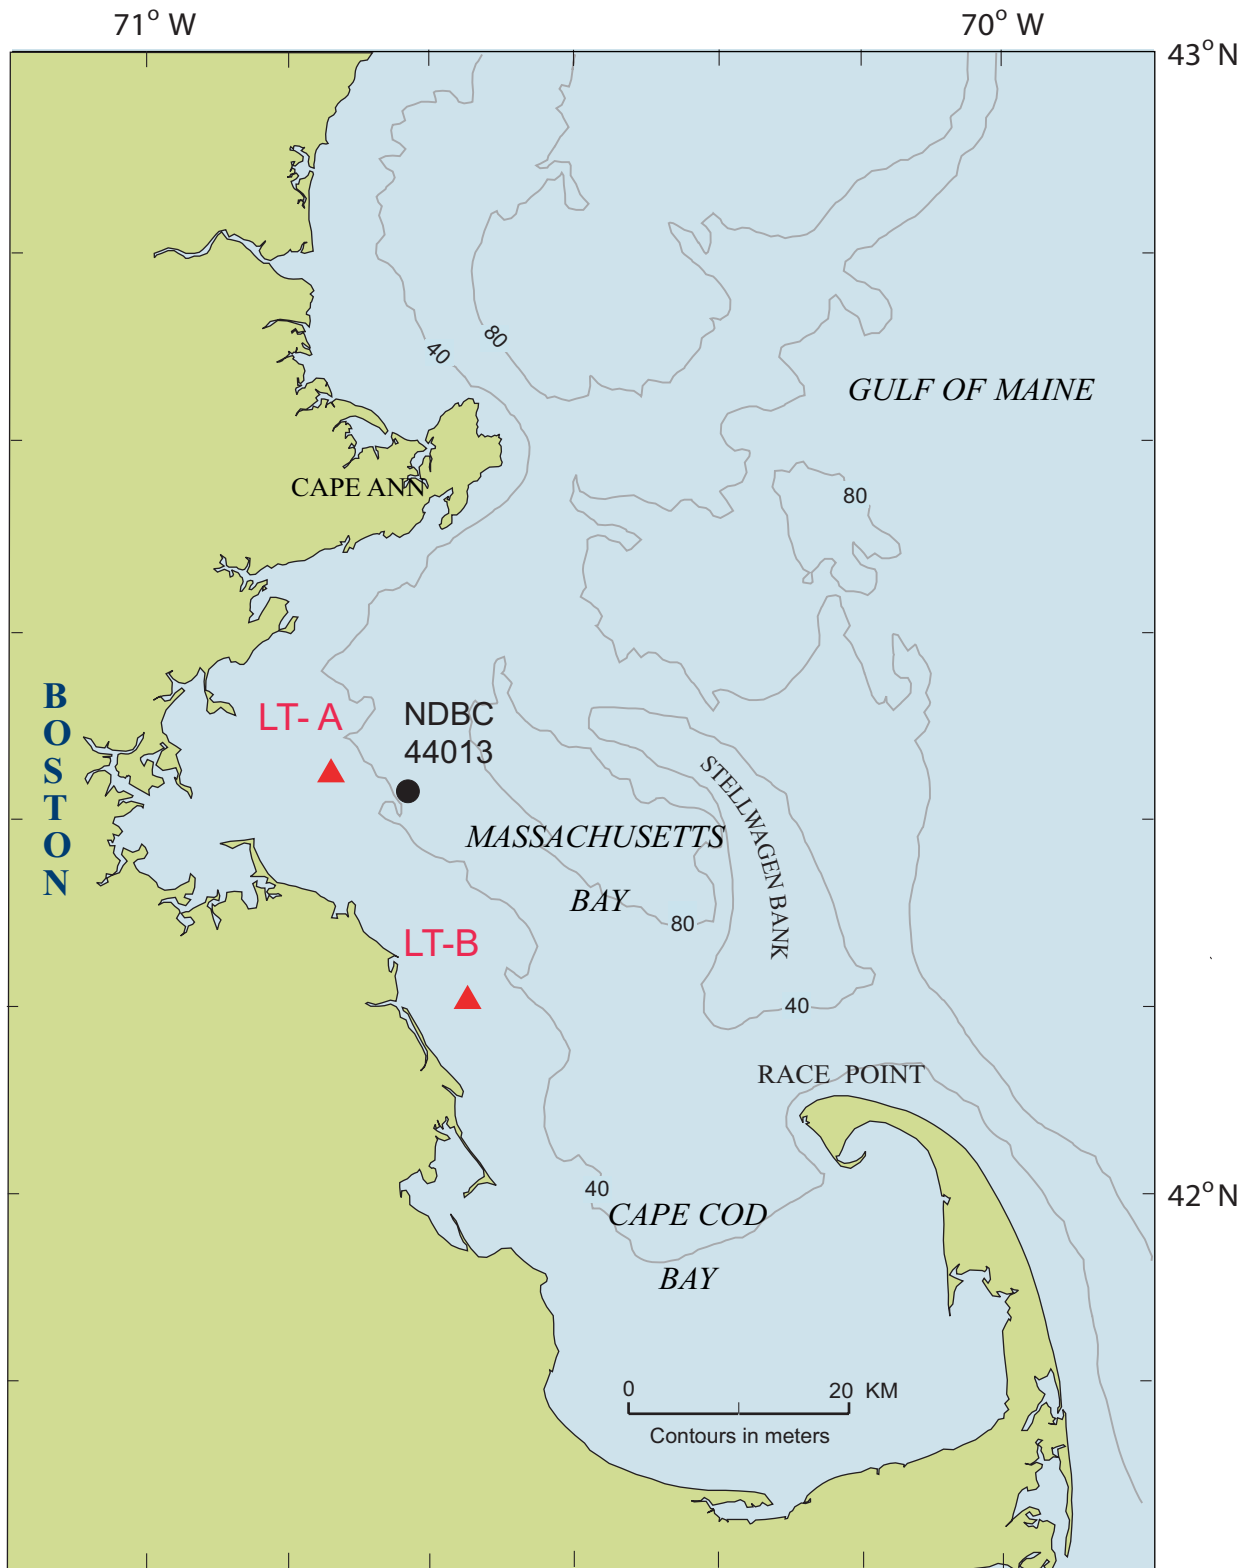 71° W
70° W
43°N
40
80
GULF OF MAINE
CAPE ANN
80
BOSTON
LT- A
NDBC
44013
STELLWAGEN BANK
MASSACHUSETTS
BAY
80
LT-B
40
RACE POINT
42°N
40
CAPE COD
BAY
0
20 KM
Contours in meters